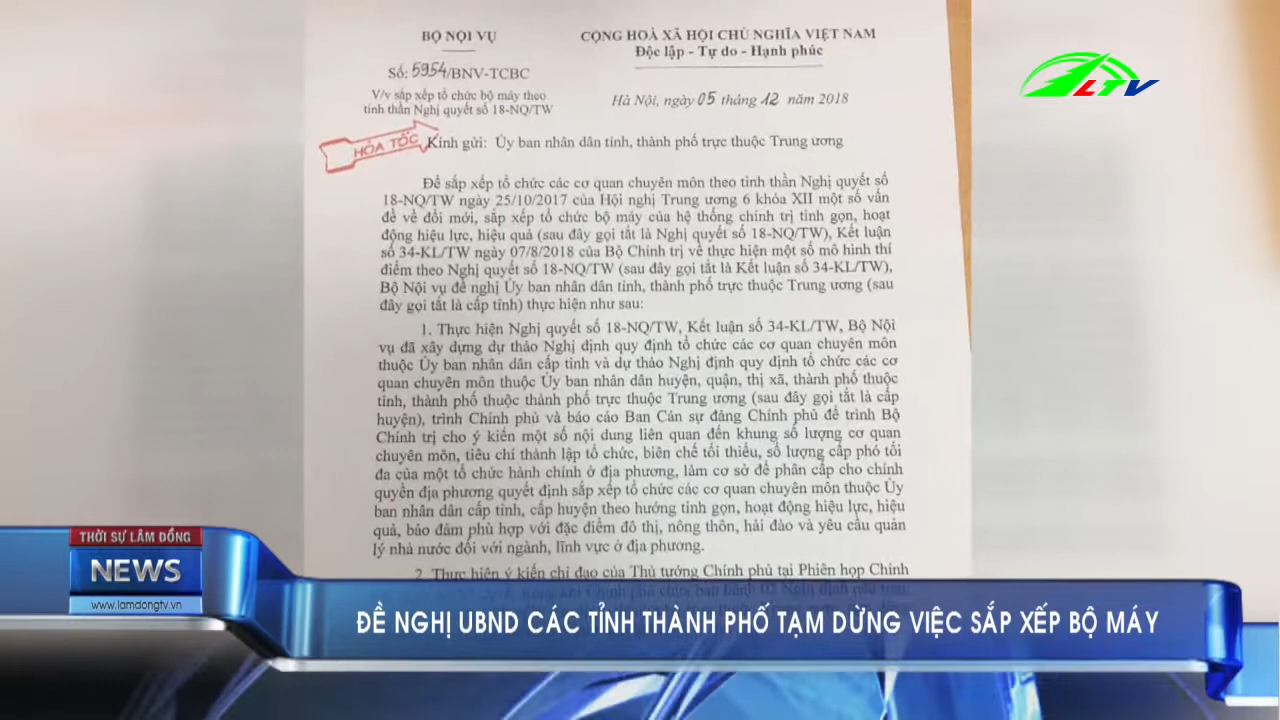 BỘ NỘI VỤ
CỘNG HOÀ XÃ HỘI CHỦ NGHĨA VIỆT NAM
Độc lập - Tự do - Hạnh phúc
Số: 5954/BNV-TCBC
V/v sắp xếp tổ chức bộ máy theo
tinh thần Nghị quyết số 18-NQ/TW
Hà Nội, ngày 05 tháng 12 năm 2018
LTV
HỎA TỐC
Kính gửi: Ủy ban nhân dân tỉnh, thành phố trực thuộc Trung ương
Để sắp xếp tổ chức các cơ quan chuyên môn theo tinh thần Nghị quyết số
18-NQ/TW ngày 25/10/2017 của Hội nghị Trung ương 6 khóa XII một số vấn
đề về đổi mới, sắp xếp tổ chức bộ máy của hệ thống chính trị tinh gọn, hoạt
động hiệu lực, hiệu quả (sau đây gọi tắt là Nghị quyết số 18-NQ/TW), Kết luận
số 34-KL/TW ngày 07/8/2018 của Bộ Chính trị về thực hiện một số mô hình thí
điểm theo Nghị quyết số 18-NQ/TW (sau đây gọi tắt là Kết luận số 34-KL/TW),
Bộ Nội vụ đề nghị Ủy ban nhân dân tỉnh, thành phố trực thuộc Trung ương (sau
đây gọi tắt là cấp tỉnh) thực hiện như sau:
1. Thực hiện Nghị quyết số 18-NQ/TW, Kết luận số 34-KL/TW, Bộ Nội
vụ đã xây dựng dự thảo Nghị định quy định tổ chức các cơ quan chuyên môn
thuộc Ủy ban nhân dân cấp tỉnh và dự thảo Nghị định quy định tổ chức các cơ
quan chuyên môn thuộc Ủy ban nhân dân huyện, quận, thị xã, thành phố thuộc
tỉnh, thành phố thuộc thành phố trực thuộc Trung ương (sau đây gọi tắt là cấp
huyện), trình Chính phủ và báo cáo Ban Cán sự đảng Chính phủ để trình Bộ
Chính trị cho ý kiến một số nội dung liên quan đến khung số lượng cơ quan
chuyên môn, tiêu chí thành lập tổ chức, biên chế tối thiểu, số lượng cấp phó tối
đa của một tổ chức hành chính ở địa phương, làm cơ sở để phân cấp cho chính
quyền địa phương quyết định sắp xếp tổ chức các cơ quan chuyên môn thuộc Ủy
ban nhân dân cấp tỉnh, cấp huyện theo hướng tinh gọn, hoạt động hiệu lực, hiệu
quả, bảo đảm phù hợp với đặc điểm đô thị, nông thôn, hải đảo và yêu cầu quản
lý nhà nước đối với ngành, lĩnh vực ở địa phương.
2. Thực hiện ý kiến chỉ đạo của Thủ tướng Chính phủ tại Phiên họp Chính
THỜI SỰ LÂM ĐỒNG
NEWS
www.lamdongtv.vn
ĐỀ NGHỊ UBND CÁC TỈNH THÀNH PHỐ TẠM DỪNG VIỆC SẮP XẾP BỘ MÁY